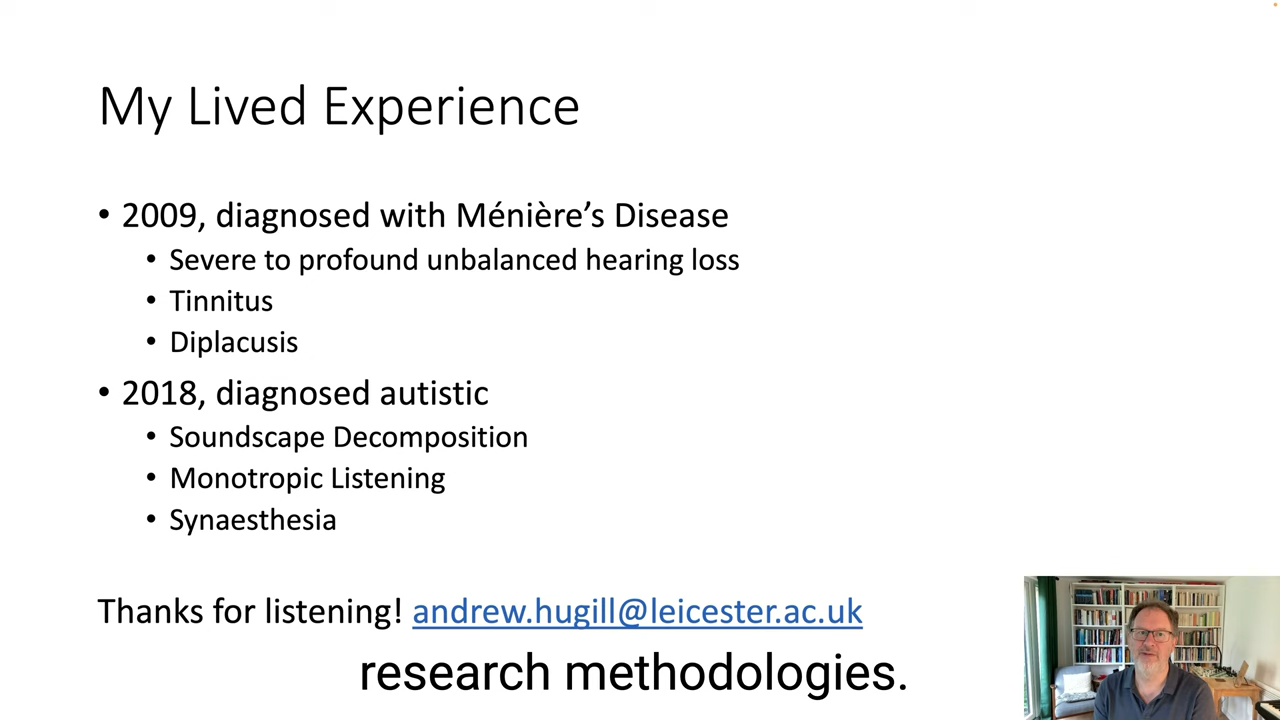 My Lived Experience
• 2009, diagnosed with Ménière’s Disease
• Severe to profound unbalanced hearing loss
• Tinnitus
• Diplacusis
• 2018, diagnosed autistic
• Soundscape Decomposition
• Monotropic Listening
• Synaesthesia
Thanks for listening! andrew.hugill@leicester.ac.uk
research methodologies.